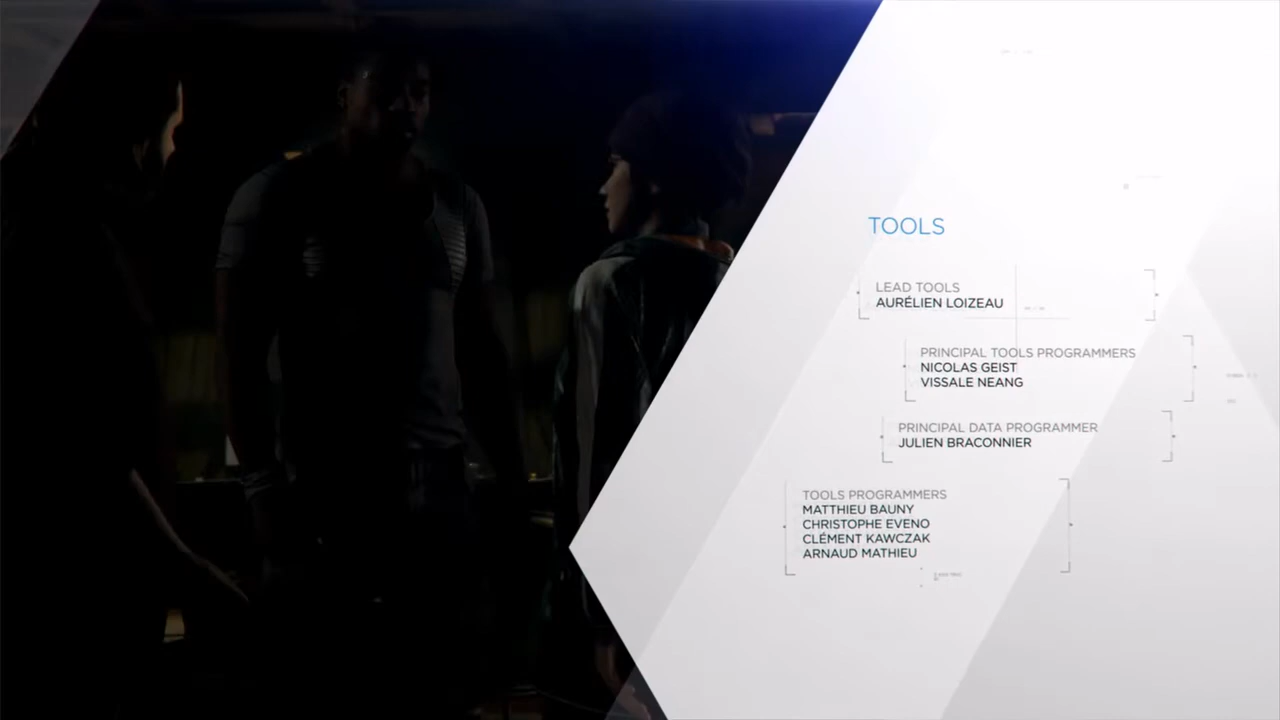 TOOLS
LEAD TOOLS
AURÉLIEN LOIZEAU
PRINCIPAL TOOLS PROGRAMMERS
NICOLAS GEIST
VISSALE NEANG
PRINCIPAL DATA PROGRAMMER
JULIEN BRACONNIER
TOOLS PROGRAMMERS
MATTHIEU BAUNY
CHRISTOPHE EVENO
CLÉMENT KAWCZAK
ARNAUD MATHIEU